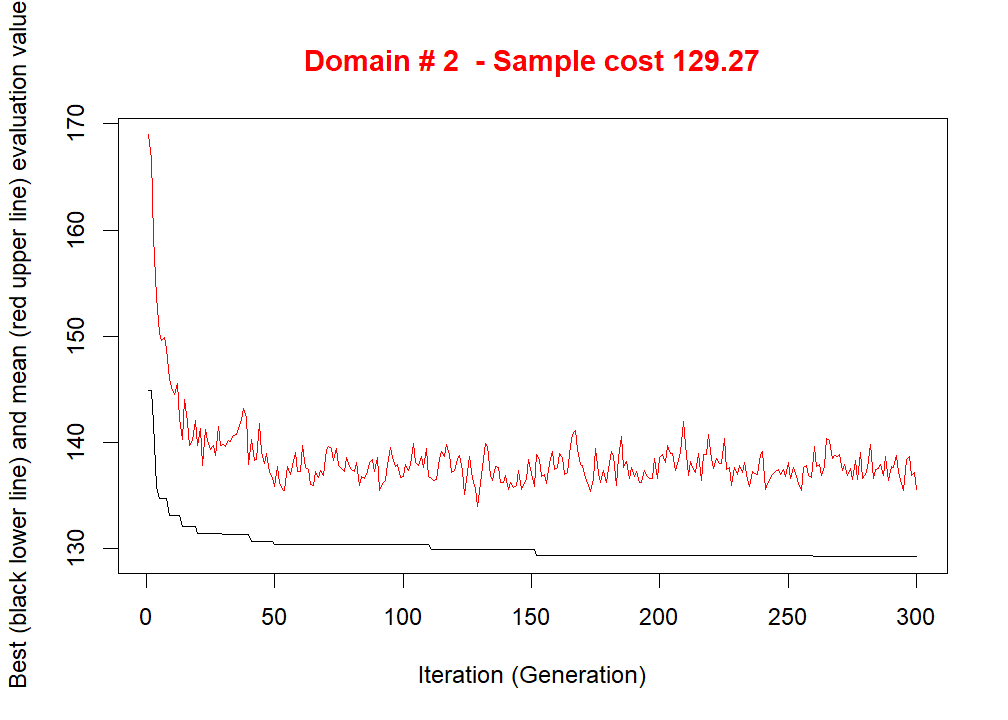 Domain # 2  - Sample cost 129.27
Best (black lower line) and mean (red upper line) evaluation value
170
160
150
140
130
0 50 100 150 200 250 300
Iteration (Generation)